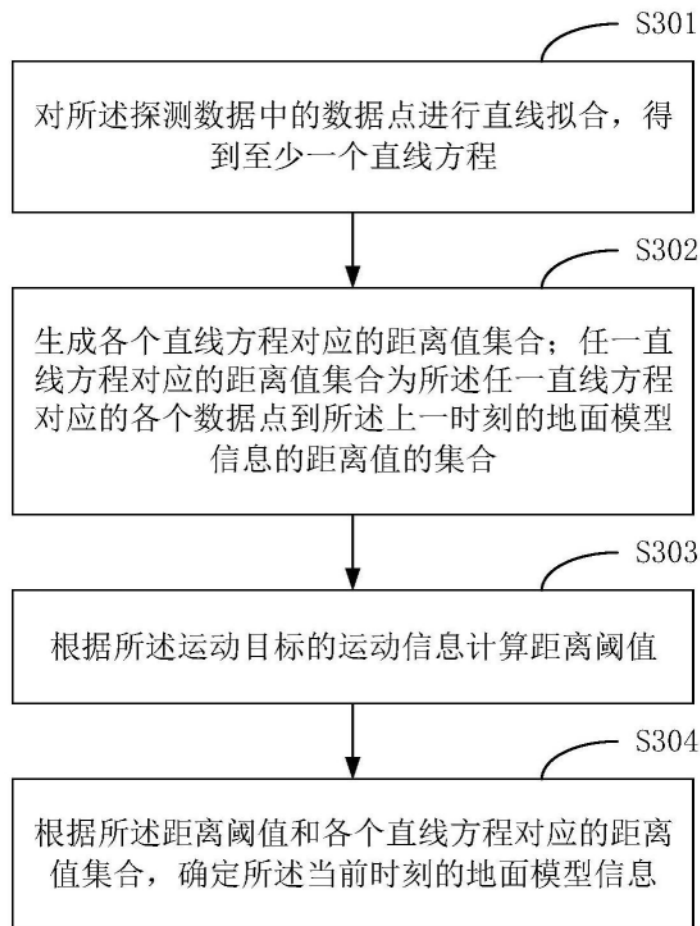 S301
对所述探测数据中的数据点进行直线拟合，得
到至少一个直线方程
S302
生成各个直线方程对应的距离值集合；任一直
线方程对应的距离值集合为所述任一直线方程
对应的各个数据点到所述上一时刻的地面模型
信息的距离值的集合
S303
根据所述运动目标的运动信息计算距离阈值
S304
根据所述距离阈值和各个直线方程对应的距离
值集合，确定所述当前时刻的地面模型信息